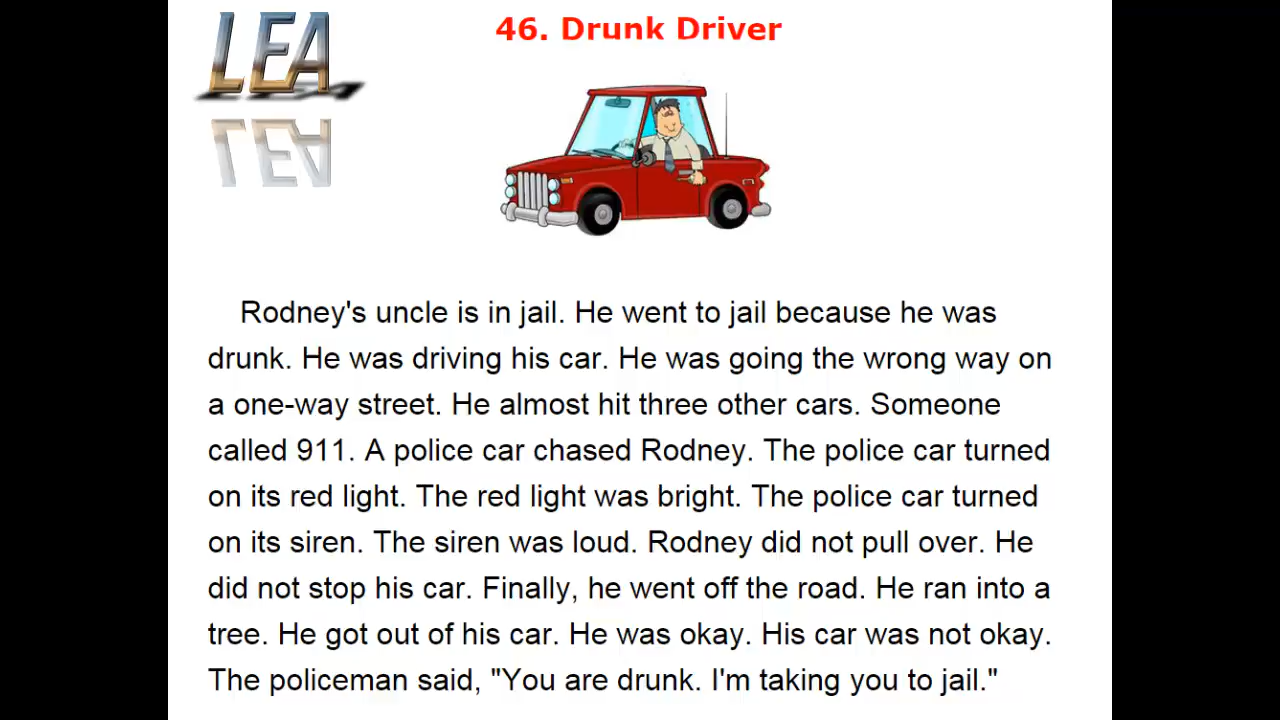 LEA
46. Drunk Driver
Rodney's uncle is in jail. He went to jail because he was
drunk. He was driving his car. He was going the wrong way on
a one-way street. He almost hit three other cars. Someone
called 911. A police car chased Rodney. The police car turned
on its red light. The red light was bright. The police car turned
on its siren. The siren was loud. Rodney did not pull over. He
did not stop his car. Finally, he went off the road. He ran into a
tree. He got out of his car. He was okay. His car was not okay.
The policeman said, "You are drunk. I'm taking you to jail."